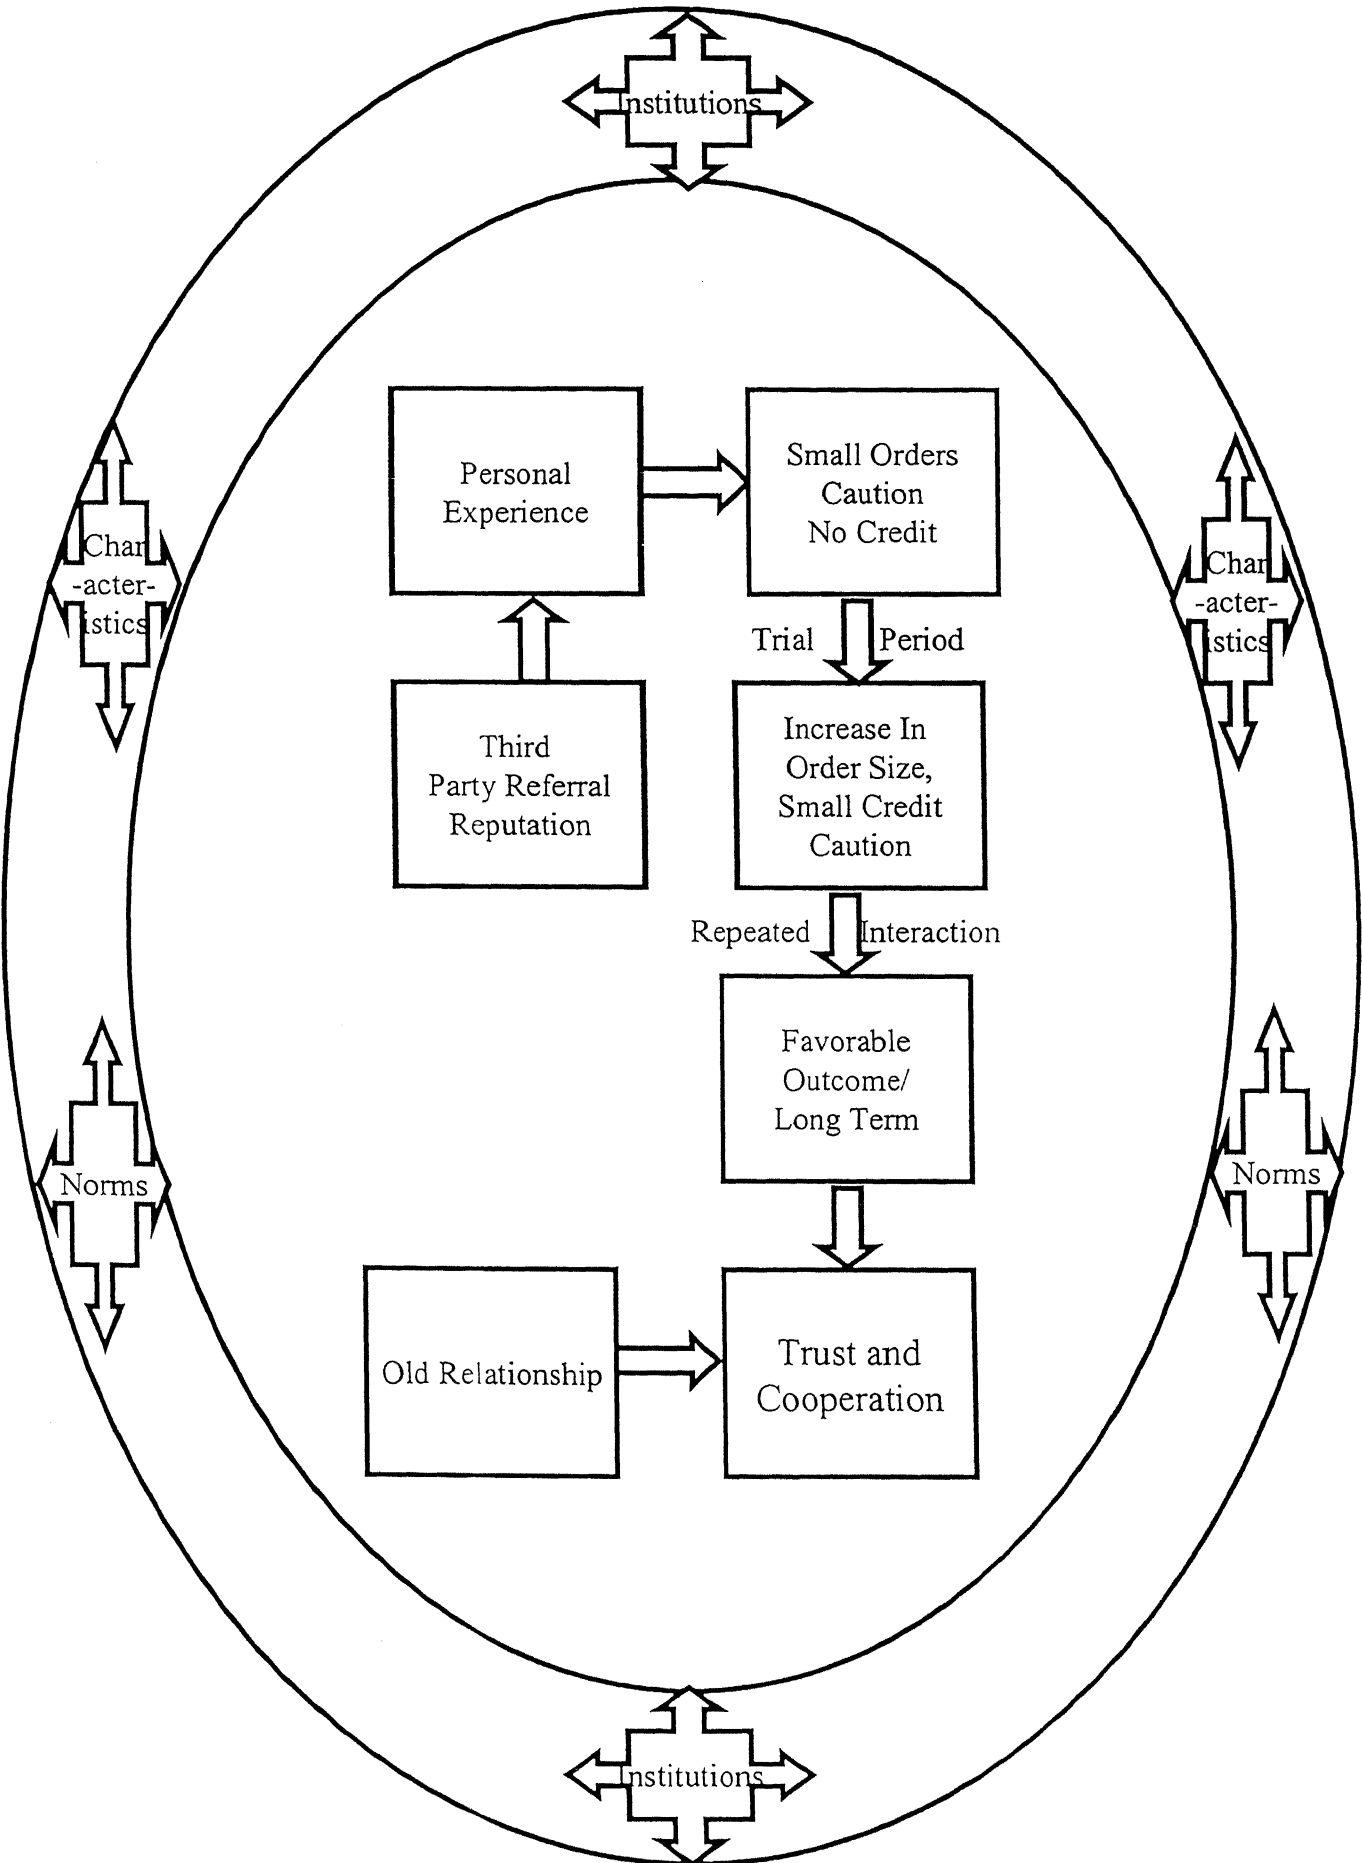 Institutions
Personal
Experience
Small Orders
Caution
No Credit
Char
-acter-
istics
Char
-acter-
istics
Trial Period
Third
Party Referral
Reputation
Increase In
Order Size,
Small Credit
Caution
Repeated Interaction
Favorable
Outcome/
Long Term
Norms
Norms
Old Relationship
Trust and
Cooperation
Institutions